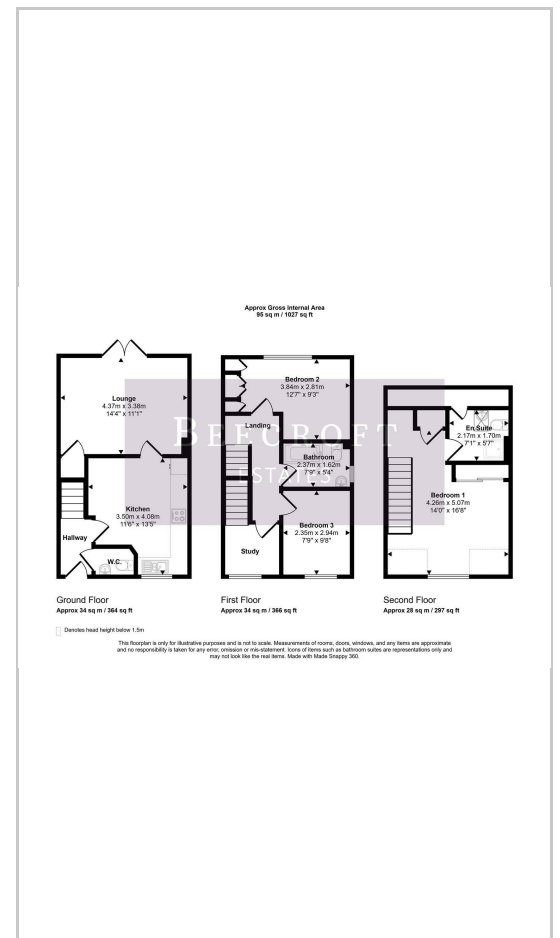 Approx Gross Internal Area
95 sq m / 1027 sq ft
Lounge
4.37m x 3.38m
14'4" x 11'1"
Kitchen
3.50m x 4.08m
11'6" x 13'5"
Hallway
W.C.
Ground Floor
Approx 34 sq m / 364 sq ft
Bedroom 2
3.84m x 2.81m
12'7" x 9'3"
Landing
Bathroom
2.37m x 1.62m
7'9" x 5'4"
Bedroom 3
2.35m x 2.94m
7'9" x 9'8"
Study
First Floor
Approx 34 sq m / 366 sq ft
En Suite
2.17m x 1.70m
7'1" x 5'7"
Bedroom 1
4.26m x 5.07m
14'0" x 16'8"
Second Floor
Approx 28 sq m / 297 sq ft
BEECROFT
ESTATES
Denotes head height below 1.5m
This floorplan is only for illustrative purposes and is not to scale. Measurements of rooms, doors, windows, and any items are approximate
and no responsibility is taken for any error, omission or mis-statement. Icons of items such as bathroom suites are representations only and
may not look like the real items. Made with Made Snappy 360.